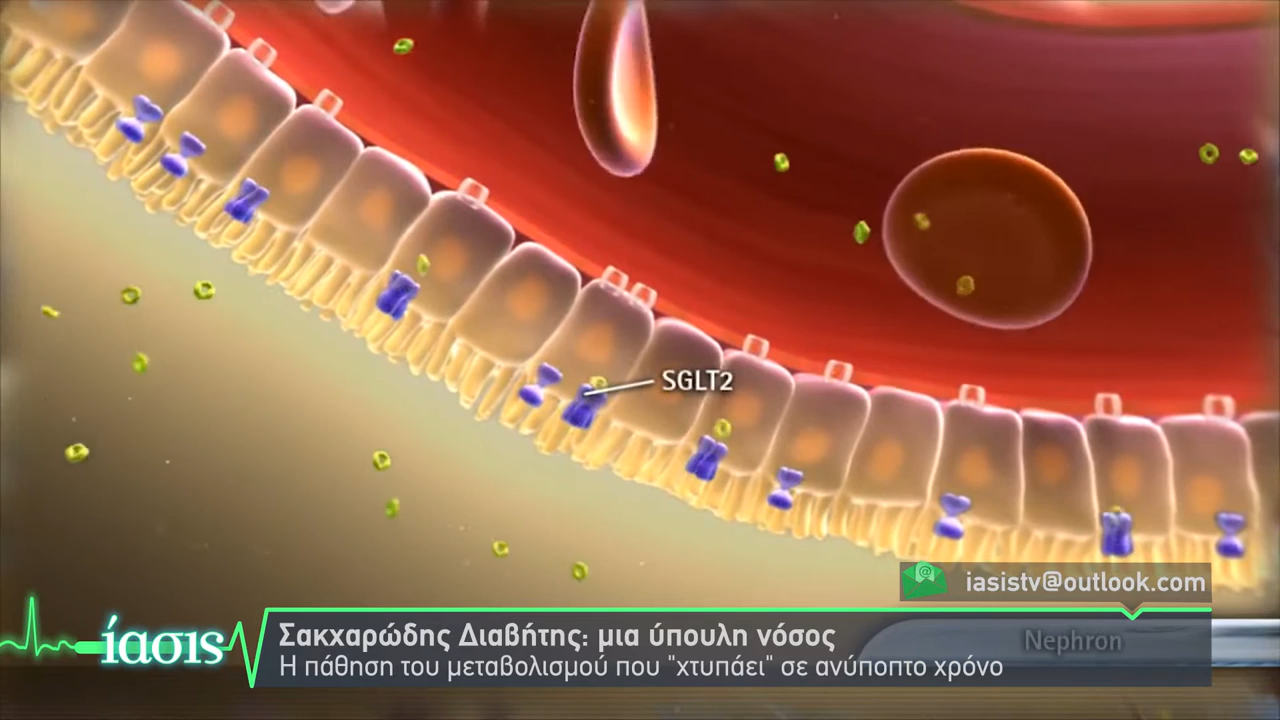 SGLT2
iasistv@outlook.com
ίασις
Σακχαρώδης Διαβήτης: μια ύπουλη νόσος
Nephron
Η πάθηση του μεταβολισμού που "χτυπάει" σε ανύποπτο χρόνο